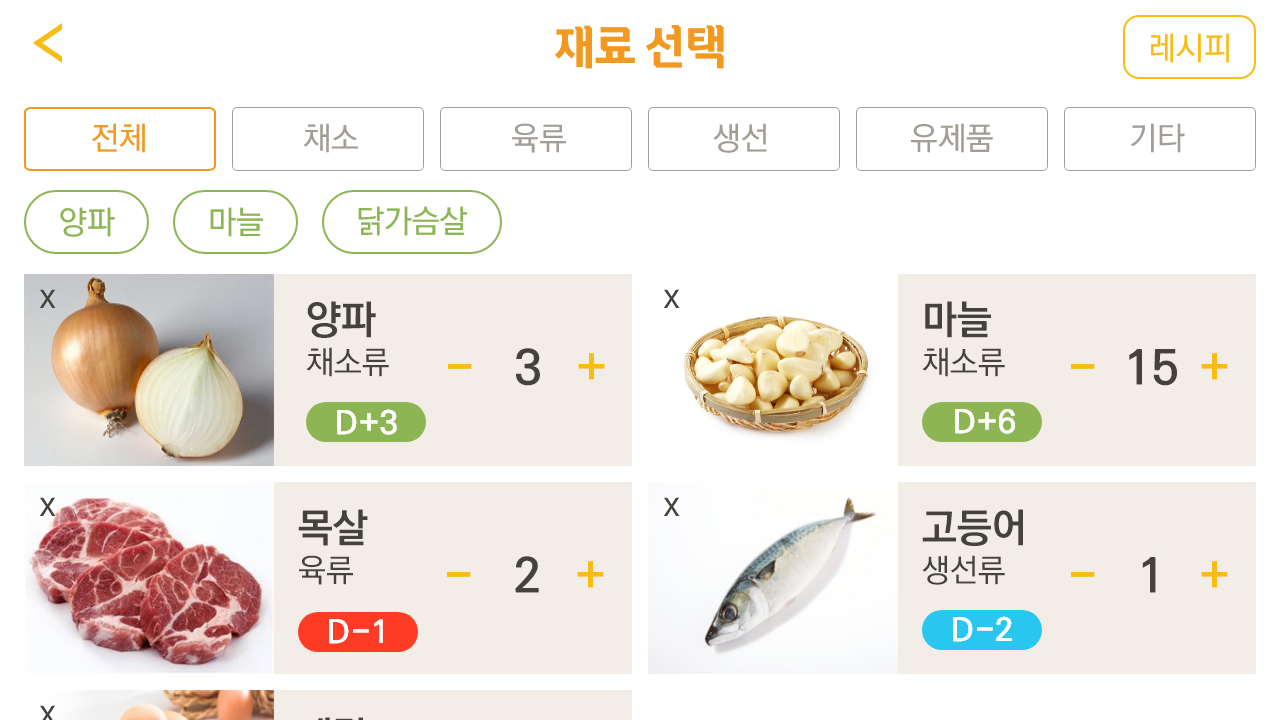 <
재료 선택
레시피
전체 채소 육류 생선 유제품 기타
양파 마늘 닭가슴살
X
양파
채소류
− 3 +
D+3
X
마늘
채소류
− 15 +
D+6
X
목살
육류
− 2 +
D−1
X
고등어
생선류
− 1 +
D−2
X